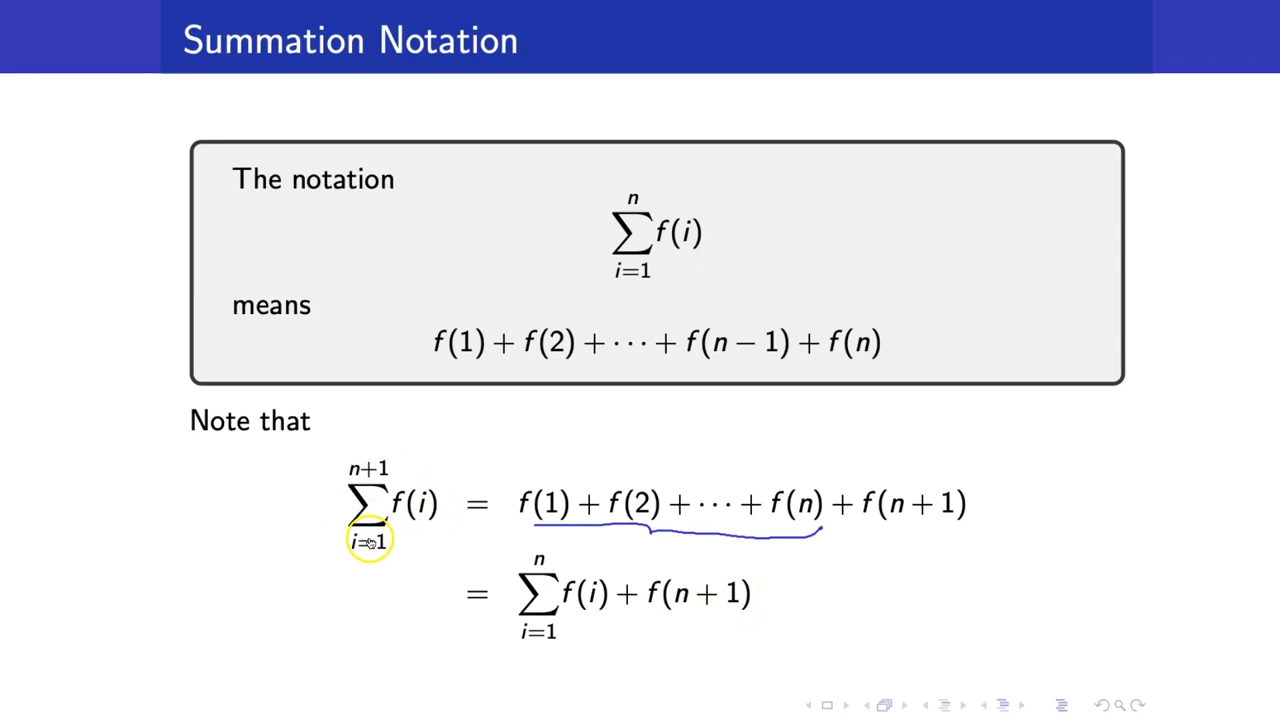 Summation Notation
The notation
n
∑ f(i)
i=1
means
f(1) + f(2) + · · · + f(n − 1) + f(n)
Note that
n+1
∑ f(i) = f(1) + f(2) + · · · + f(n) + f(n + 1)
i=1
n
= ∑ f(i) + f(n + 1)
i=1